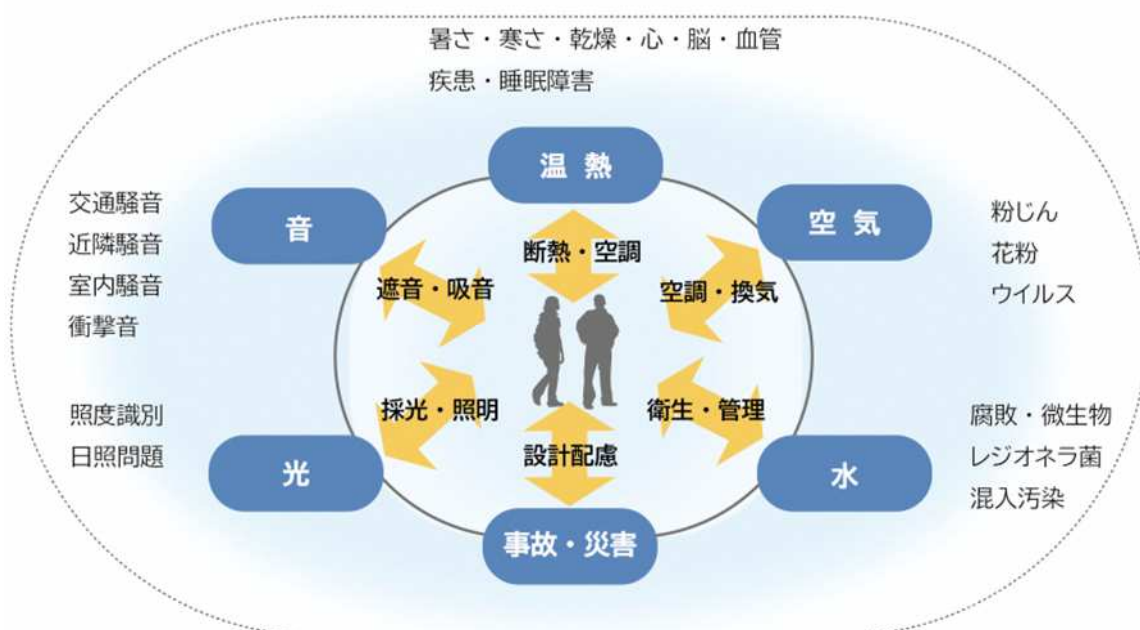 暑さ・寒さ・乾燥・心・脳・血管
疾患・睡眠障害
温熱
音
空気
交通騒音
近隣騒音
室内騒音
衝撃音
粉じん
花粉
ウイルス
断熱・空調
遮音・吸音
空調・換気
採光・照明
衛生・管理
設計配慮
照度識別
日照問題
腐敗・微生物
レジオネラ菌
混入汚染
光
水
事故・災害